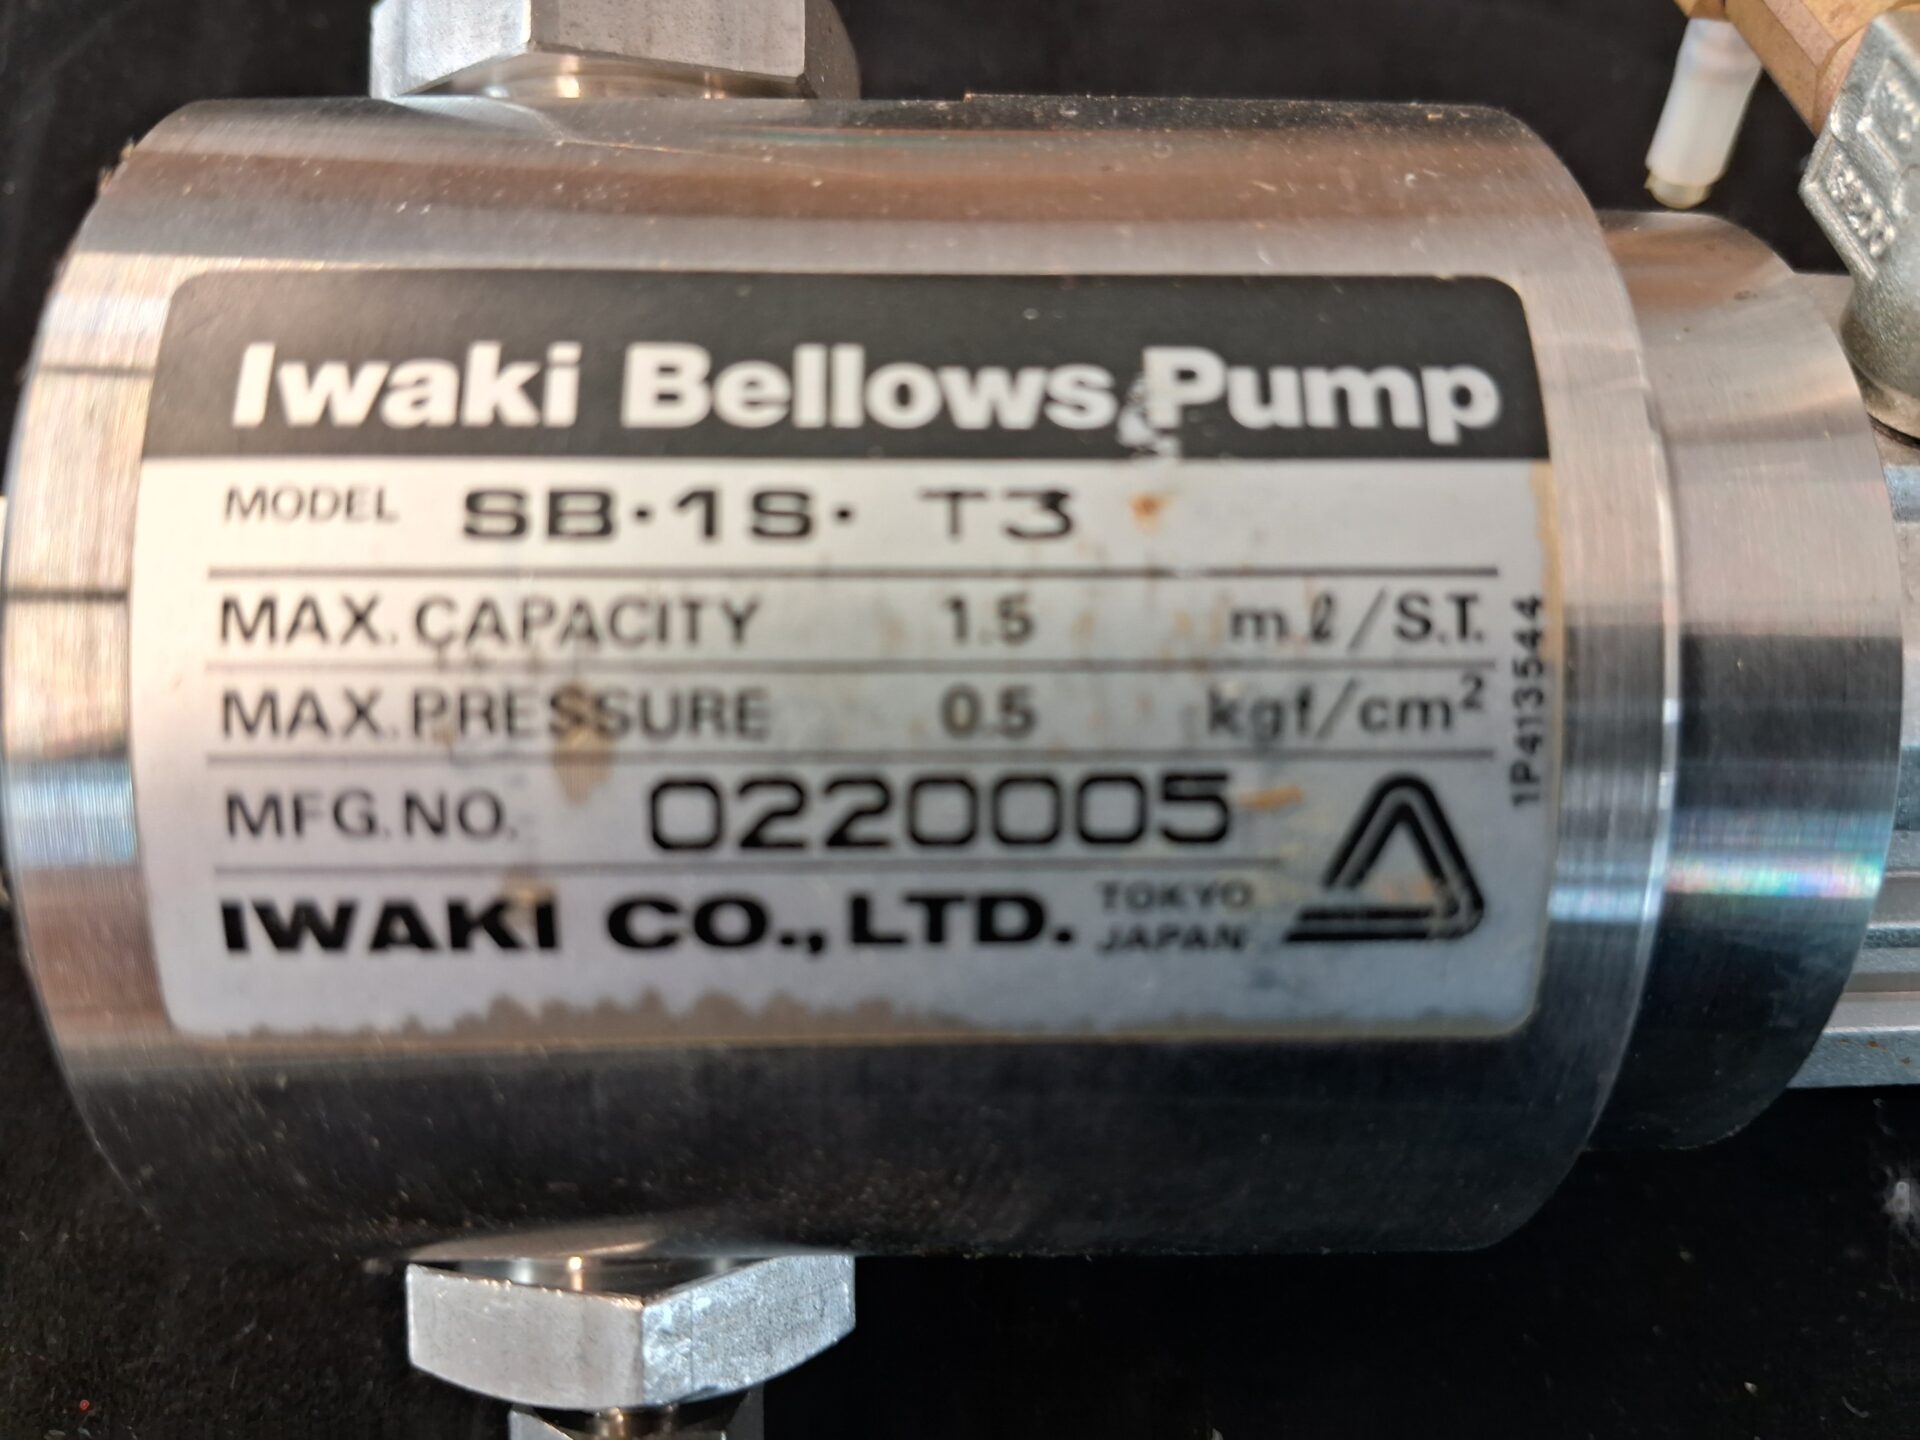 Iwaki Bellows Pump
MODEL SB·1S· T3
MAX. CAPACITY 1.5 mℓ/S.T.
MAX. PRESSURE 0.5 kgf/cm²
MFG. NO. 0220005
IWAKI CO., LTD. TOKYO
JAPAN
1P413544